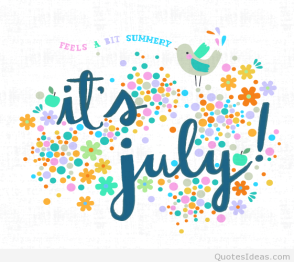 FEELS A BIT SUMMERY
it's
july!
QuotesIdeas.com